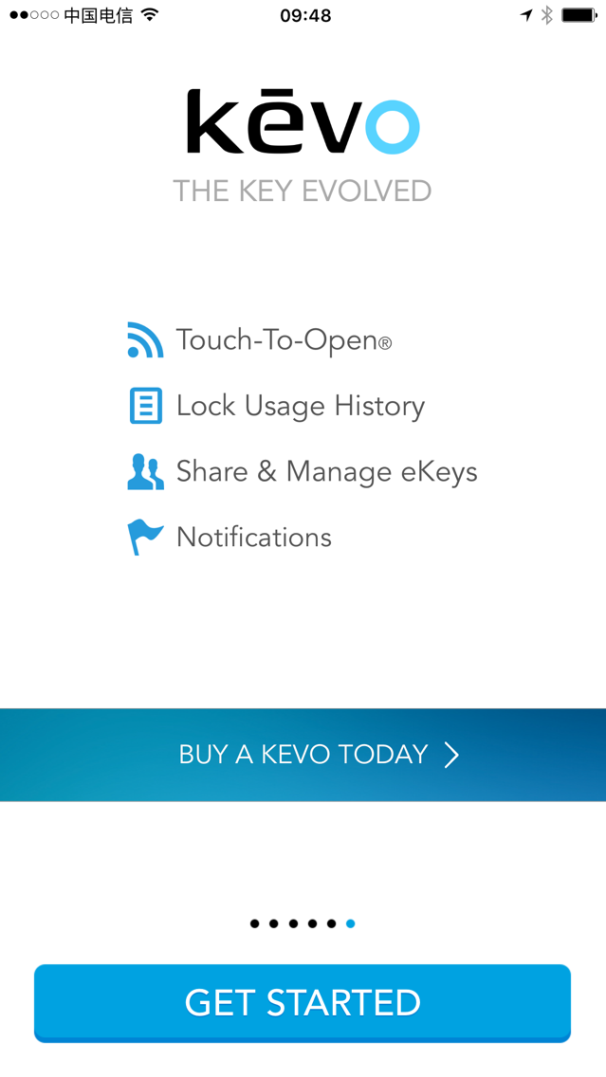 中国电信 09:48
kēvo
THE KEY EVOLVED
Touch-To-Open®
Lock Usage History
Share & Manage eKeys
Notifications
BUY A KEVO TODAY
GET STARTED